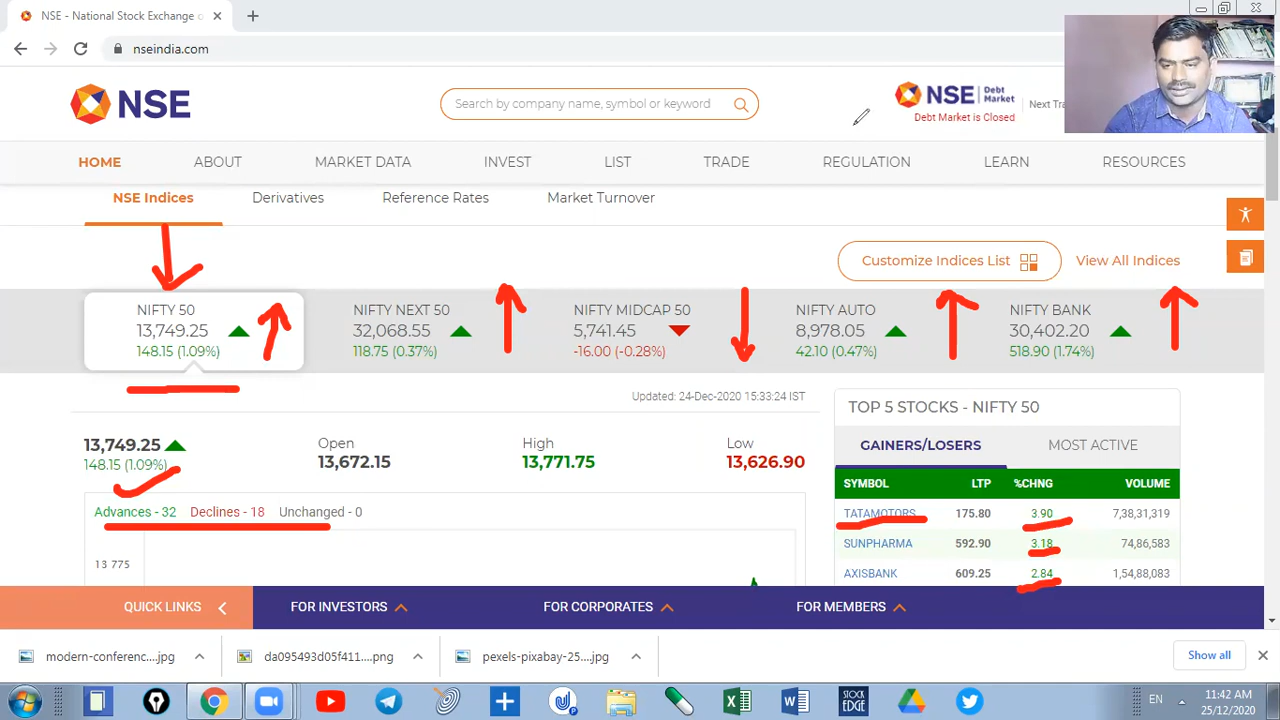 NSE - National Stock Exchange o
nseindia.com
NSE
Search by company name, symbol or keyword
NSE Debt Market
Debt Market is Closed
Next Tra
HOME ABOUT MARKET DATA INVEST LIST TRADE REGULATION LEARN RESOURCES
NSE Indices Derivatives Reference Rates Market Turnover
Customize Indices List View All Indices
NIFTY 50 NIFTY NEXT 50 NIFTY MIDCAP 50 NIFTY AUTO NIFTY BANK
13,749.25 32,068.55 5,741.45 8,978.05 30,402.20
148.15 (1.09%) 118.75 (0.37%) -16.00 (-0.28%) 42.10 (0.47%) 518.90 (1.74%)
Updated: 24-Dec-2020 15:33:24 IST
13,749.25
148.15 (1.09%)
Open
13,672.15
High
13,771.75
Low
13,626.90
Advances - 32 Declines - 18 Unchanged - 0
13 775
TOP 5 STOCKS - NIFTY 50
GAINERS/LOSERS MOST ACTIVE
SYMBOL LTP %CHNG VOLUME
TATAMOTORS 175.80 3.90 7,38,31,319
SUNPHARMA 592.90 3.18 74,86,583
AXISBANK 609.25 2.84 1,54,88,083
QUICK LINKS FOR INVESTORS FOR CORPORATES FOR MEMBERS
modern-conferenc....jpg da095493d05f411....png pexels-pixabay-25....jpg Show all
STOCK EDGE
EN
11:42 AM
25/12/2020